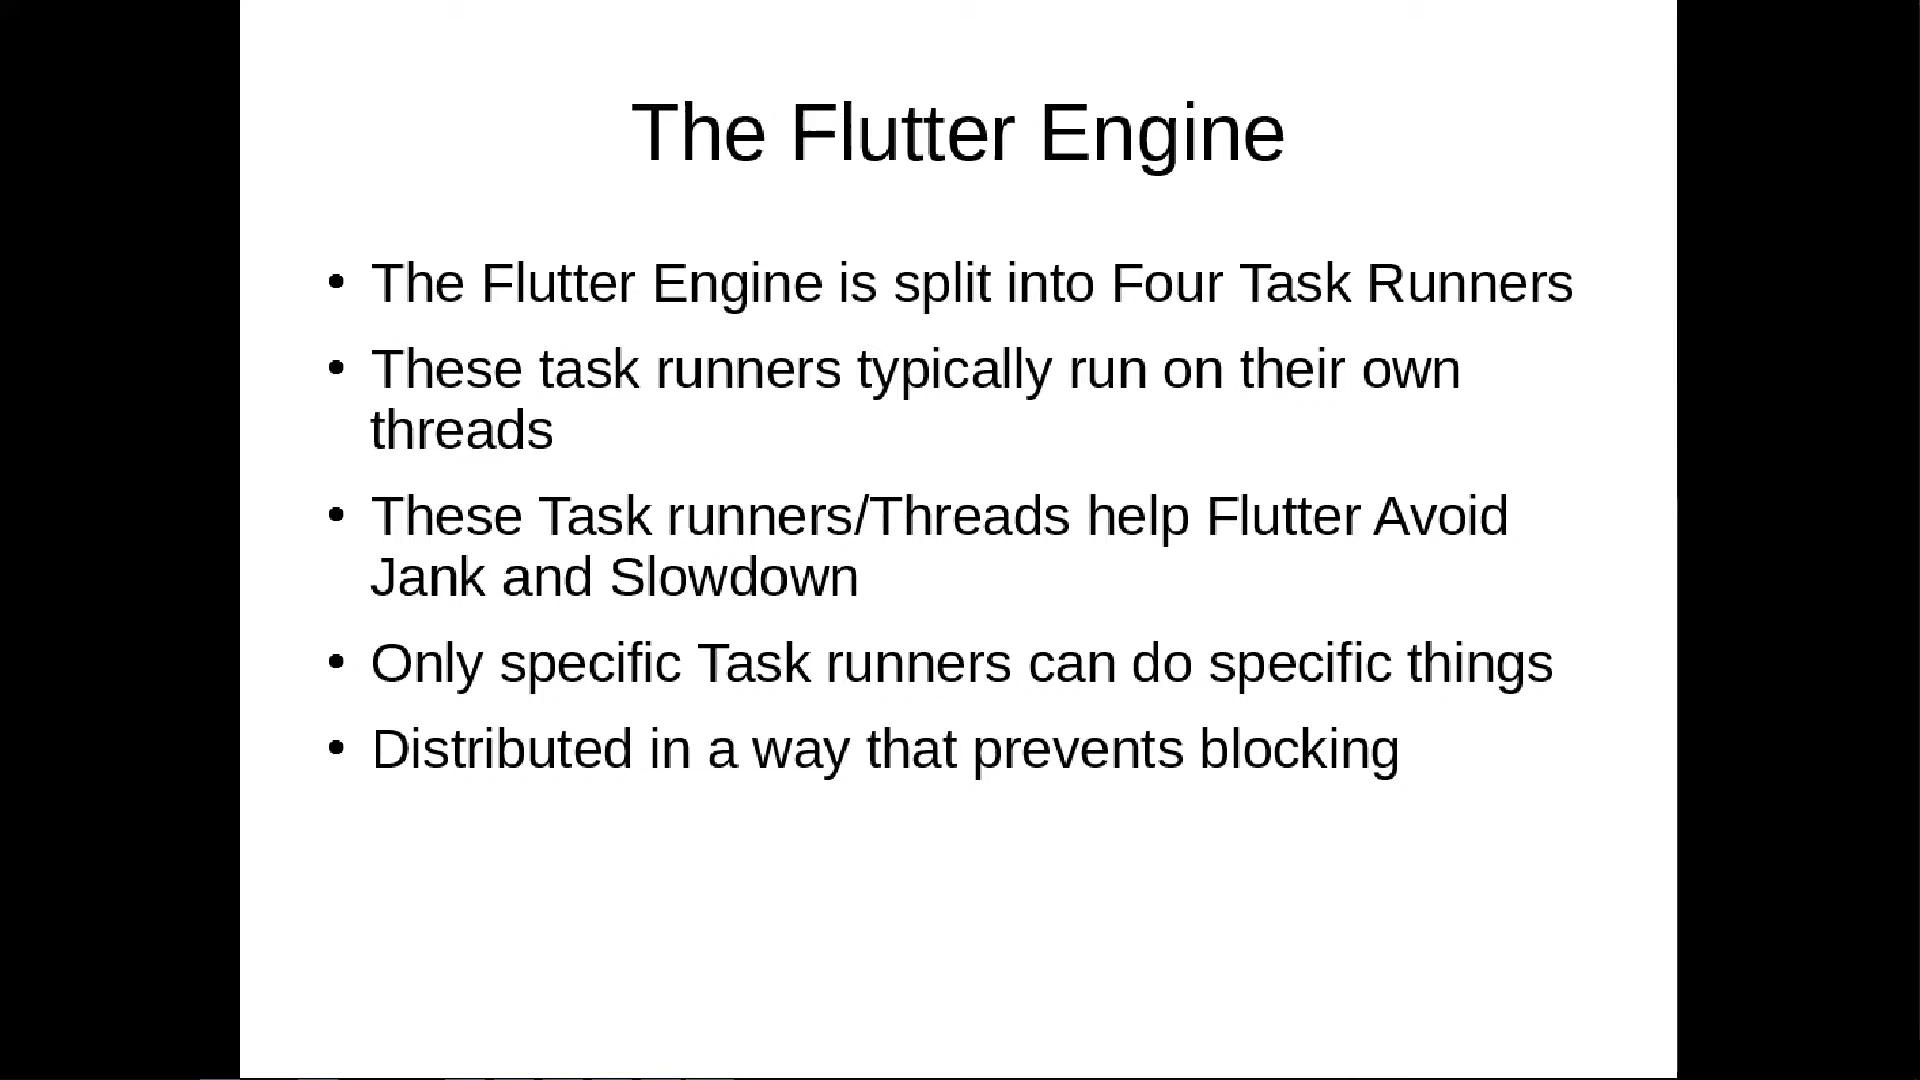 The Flutter Engine
• The Flutter Engine is split into Four Task Runners
• These task runners typically run on their own
threads
• These Task runners/Threads help Flutter Avoid
Jank and Slowdown
• Only specific Task runners can do specific things
• Distributed in a way that prevents blocking